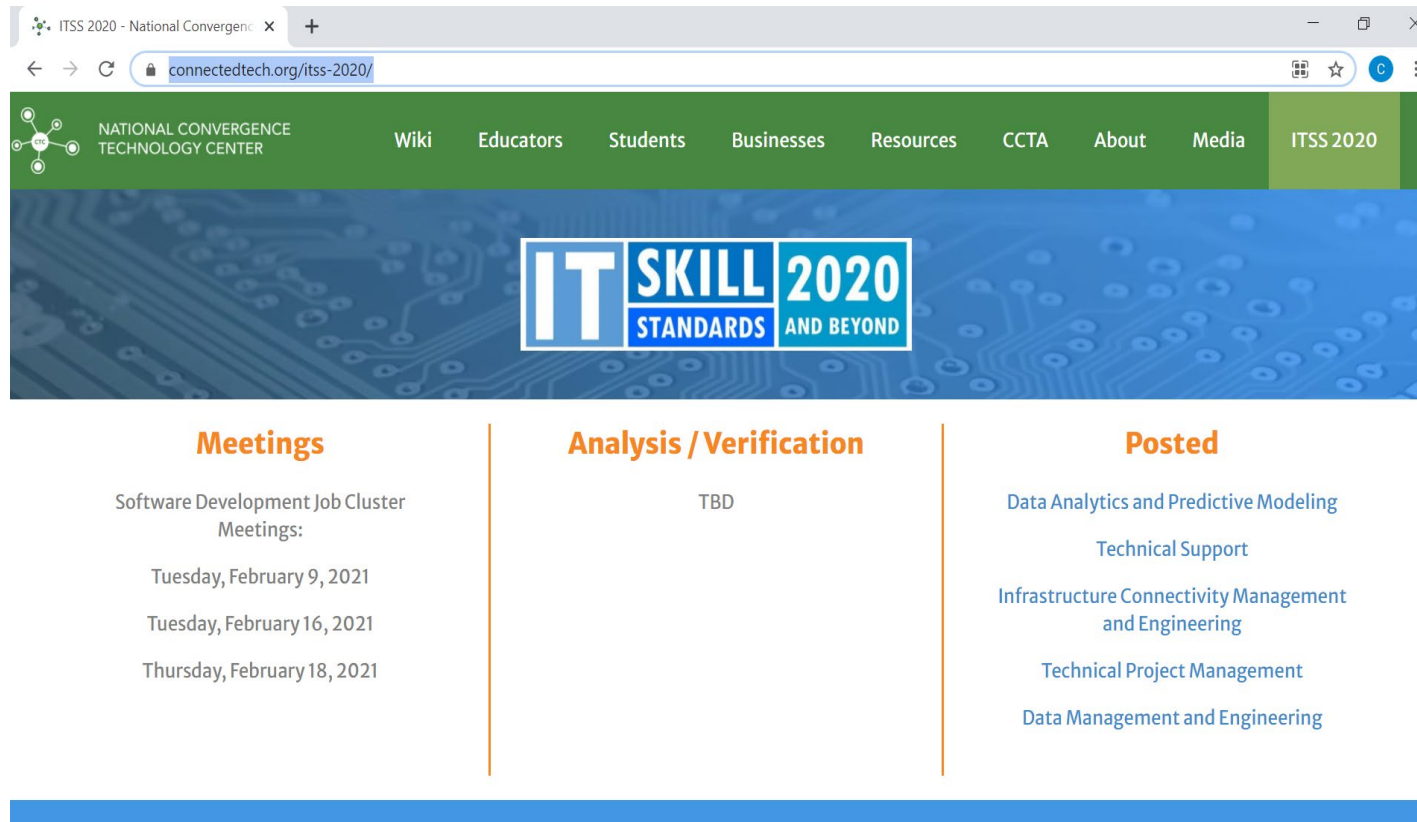 ITSS 2020 - National Convergenc
connectedtech.org/itss-2020/
C
CTC
NATIONAL CONVERGENCE
TECHNOLOGY CENTER
Wiki
Educators
Students
Businesses
Resources
CCTA
About
Media
ITSS 2020
IT SKILL STANDARDS 2020 AND BEYOND
Meetings
Software Development Job Cluster
Meetings:
Tuesday, February 9, 2021
Tuesday, February 16, 2021
Thursday, February 18, 2021
Analysis / Verification
TBD
Posted
Data Analytics and Predictive Modeling
Technical Support
Infrastructure Connectivity Management
and Engineering
Technical Project Management
Data Management and Engineering